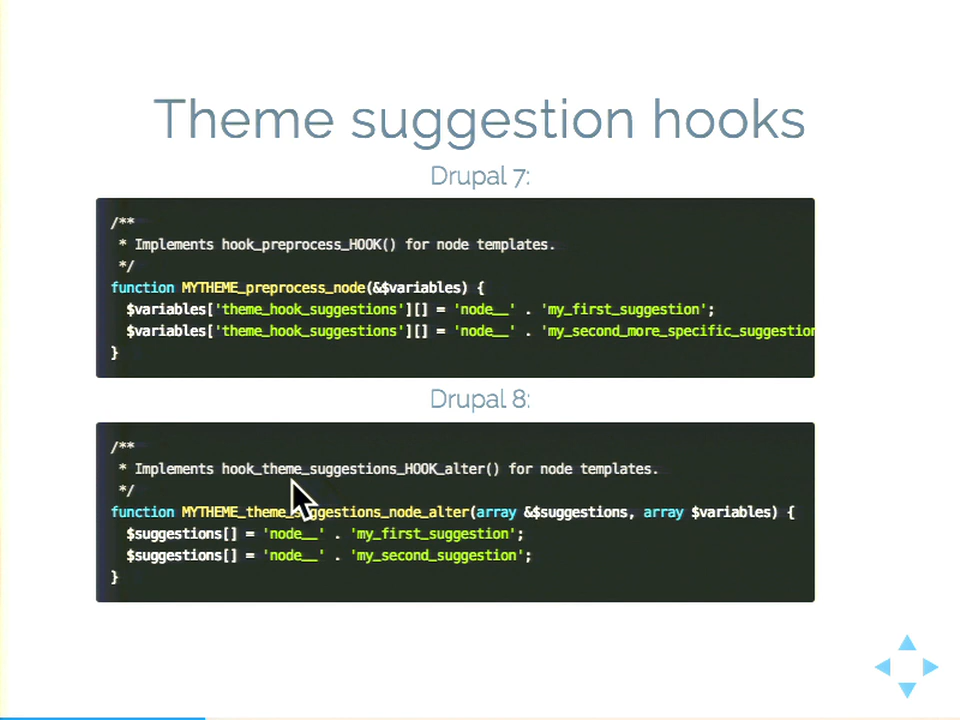 Theme suggestion hooks
Drupal 7:
/**
 * Implements hook_preprocess_HOOK() for node templates.
 */
function MYTHEME_preprocess_node(&$variables) {
  $variables['theme_hook_suggestions'][] = 'node__' . 'my_first_suggestion';
  $variables['theme_hook_suggestions'][] = 'node__' . 'my_second_more_specific_suggestion
}
Drupal 8:
/**
 * Implements hook_theme_suggestions_HOOK_alter() for node templates.
 */
function MYTHEME_theme_suggestions_node_alter(array &$suggestions, array $variables) {
  $suggestions[] = 'node__' . 'my_first_suggestion';
  $suggestions[] = 'node__' . 'my_second_suggestion';
}